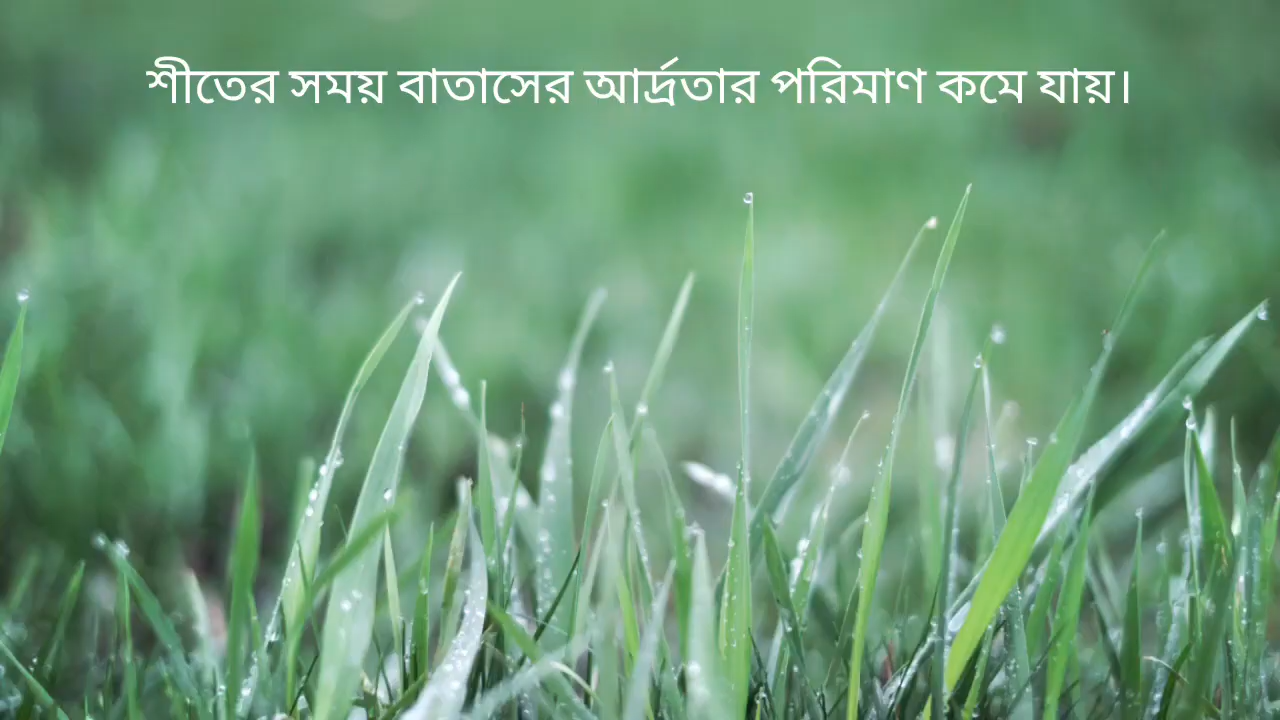 শীতের সময় বাতাসের আর্দ্রতার পরিমাণ কমে যায়।